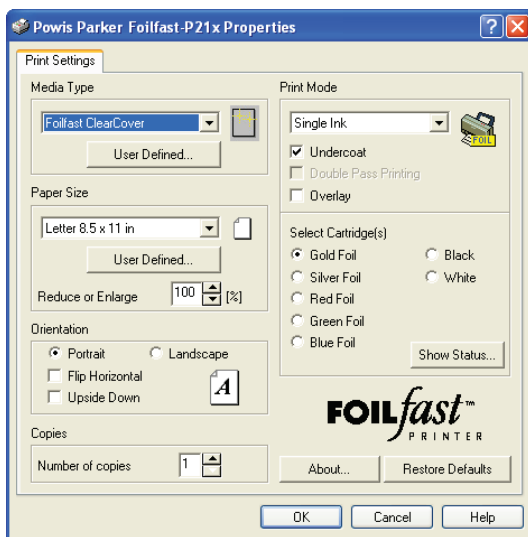 Powis Parker Foilfast-P21x Properties
Print Settings
Media Type
Foilfast ClearCover
User Defined...
Paper Size
Letter 8.5 x 11 in
User Defined...
Reduce or Enlarge 100 [%]
Orientation
Portrait Landscape
Flip Horizontal
Upside Down
A
Copies
Number of copies 1
Print Mode
Single Ink
FOIL
Undercoat
Double Pass Printing
Overlay
Select Cartridge(s)
Gold Foil Black
Silver Foil White
Red Foil
Green Foil
Blue Foil
Show Status...
FOILfast™
PRINTER
About... Restore Defaults
OK Cancel Help